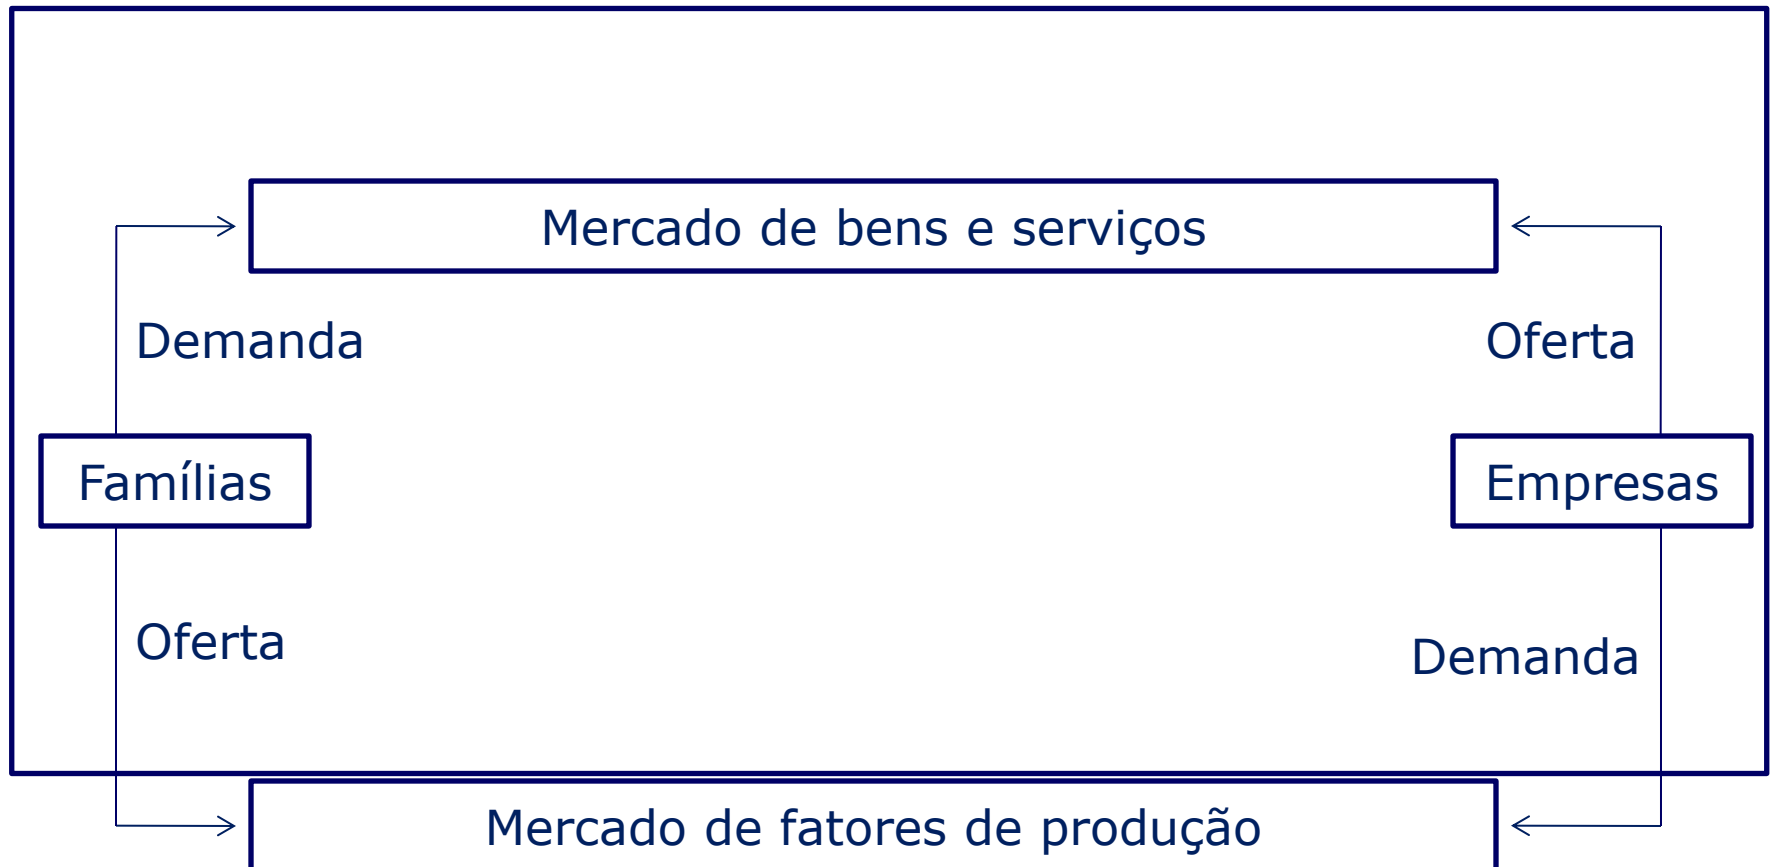 Mercado de bens e serviços
Demanda
Oferta
Famílias
Empresas
Oferta
Demanda
Mercado de fatores de produção